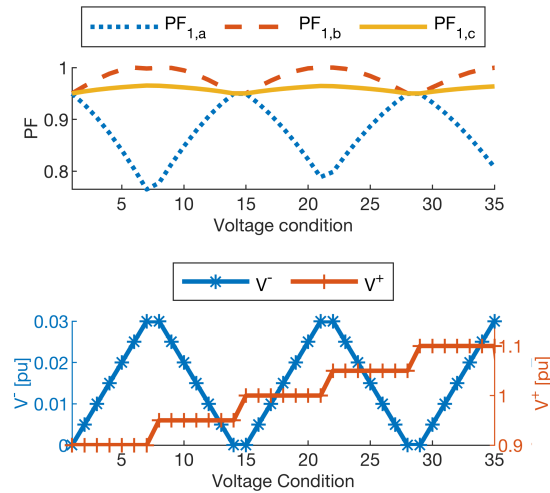 PF1,a PF1,b PF1,c
1
0.9
0.8
PF
5 10 15 20 25 30 35
Voltage condition
V- V+
0.03
0.02
0.01
0
V- [pu]
1.1
1
0.9
V+ [pu]
5 10 15 20 25 30 35
Voltage Condition